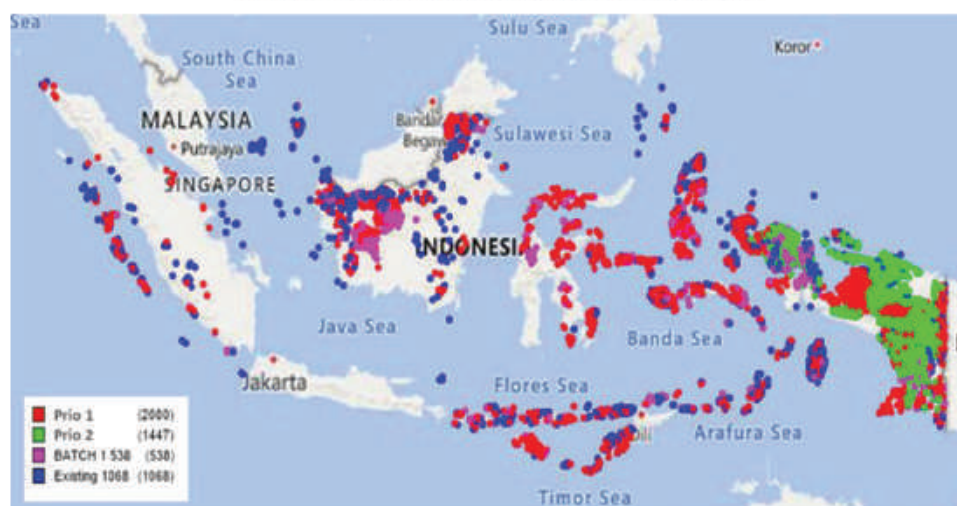 Sea
Sulu Sea
Koror
South China
Sea
MALAYSIA
Bandar
Begaw
Sulawesi Sea
Putrajaya
SINGAPORE
INDONESIA
Java Sea
Banda Sea
Jakarta
Flores Sea
Arafura Sea
Timor Sea
Prio 1 (2000)
Prio 2 (1447)
BATCH 1 538 (538)
Existing 1068 (1068)